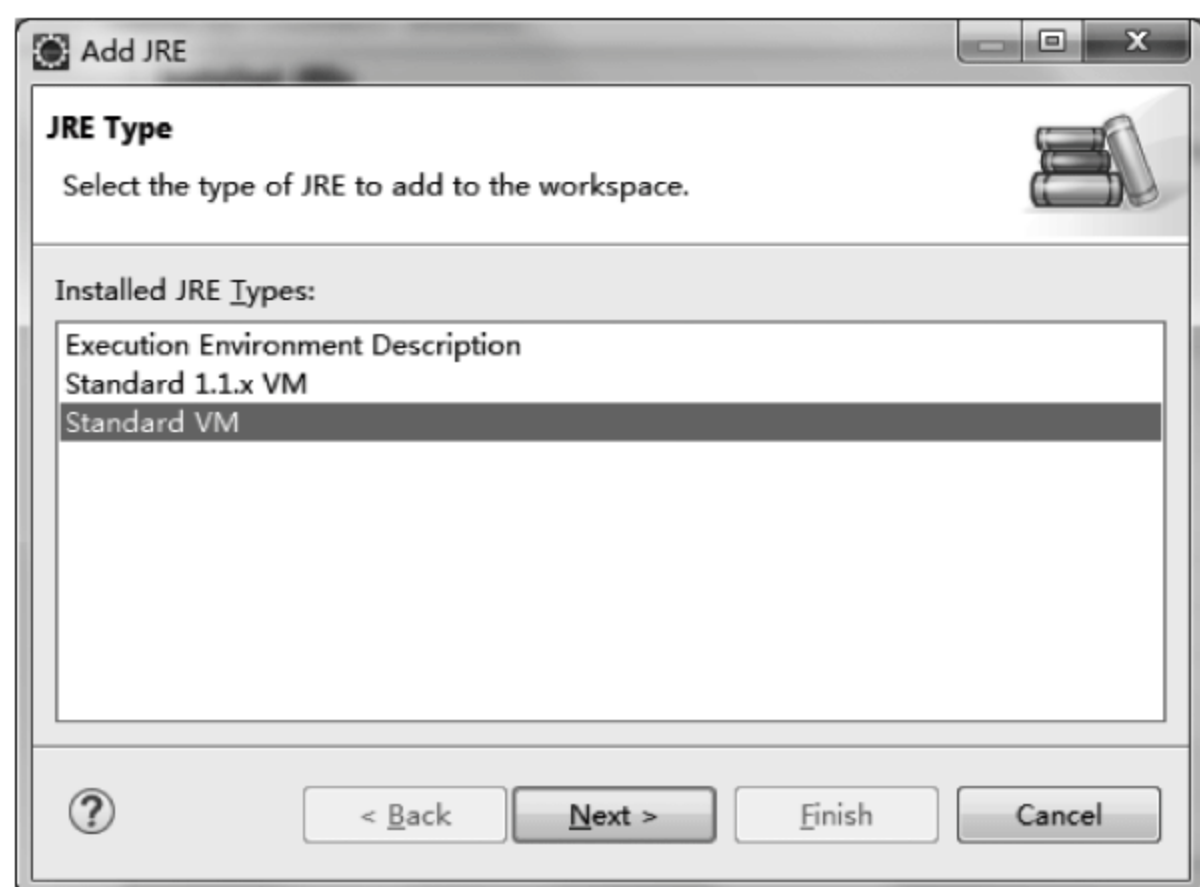 Add JRE
JRE Type
Select the type of JRE to add to the workspace.
Installed JRE Types:
Execution Environment Description
Standard 1.1.x VM
Standard VM
?
< Back
Next >
Finish
Cancel